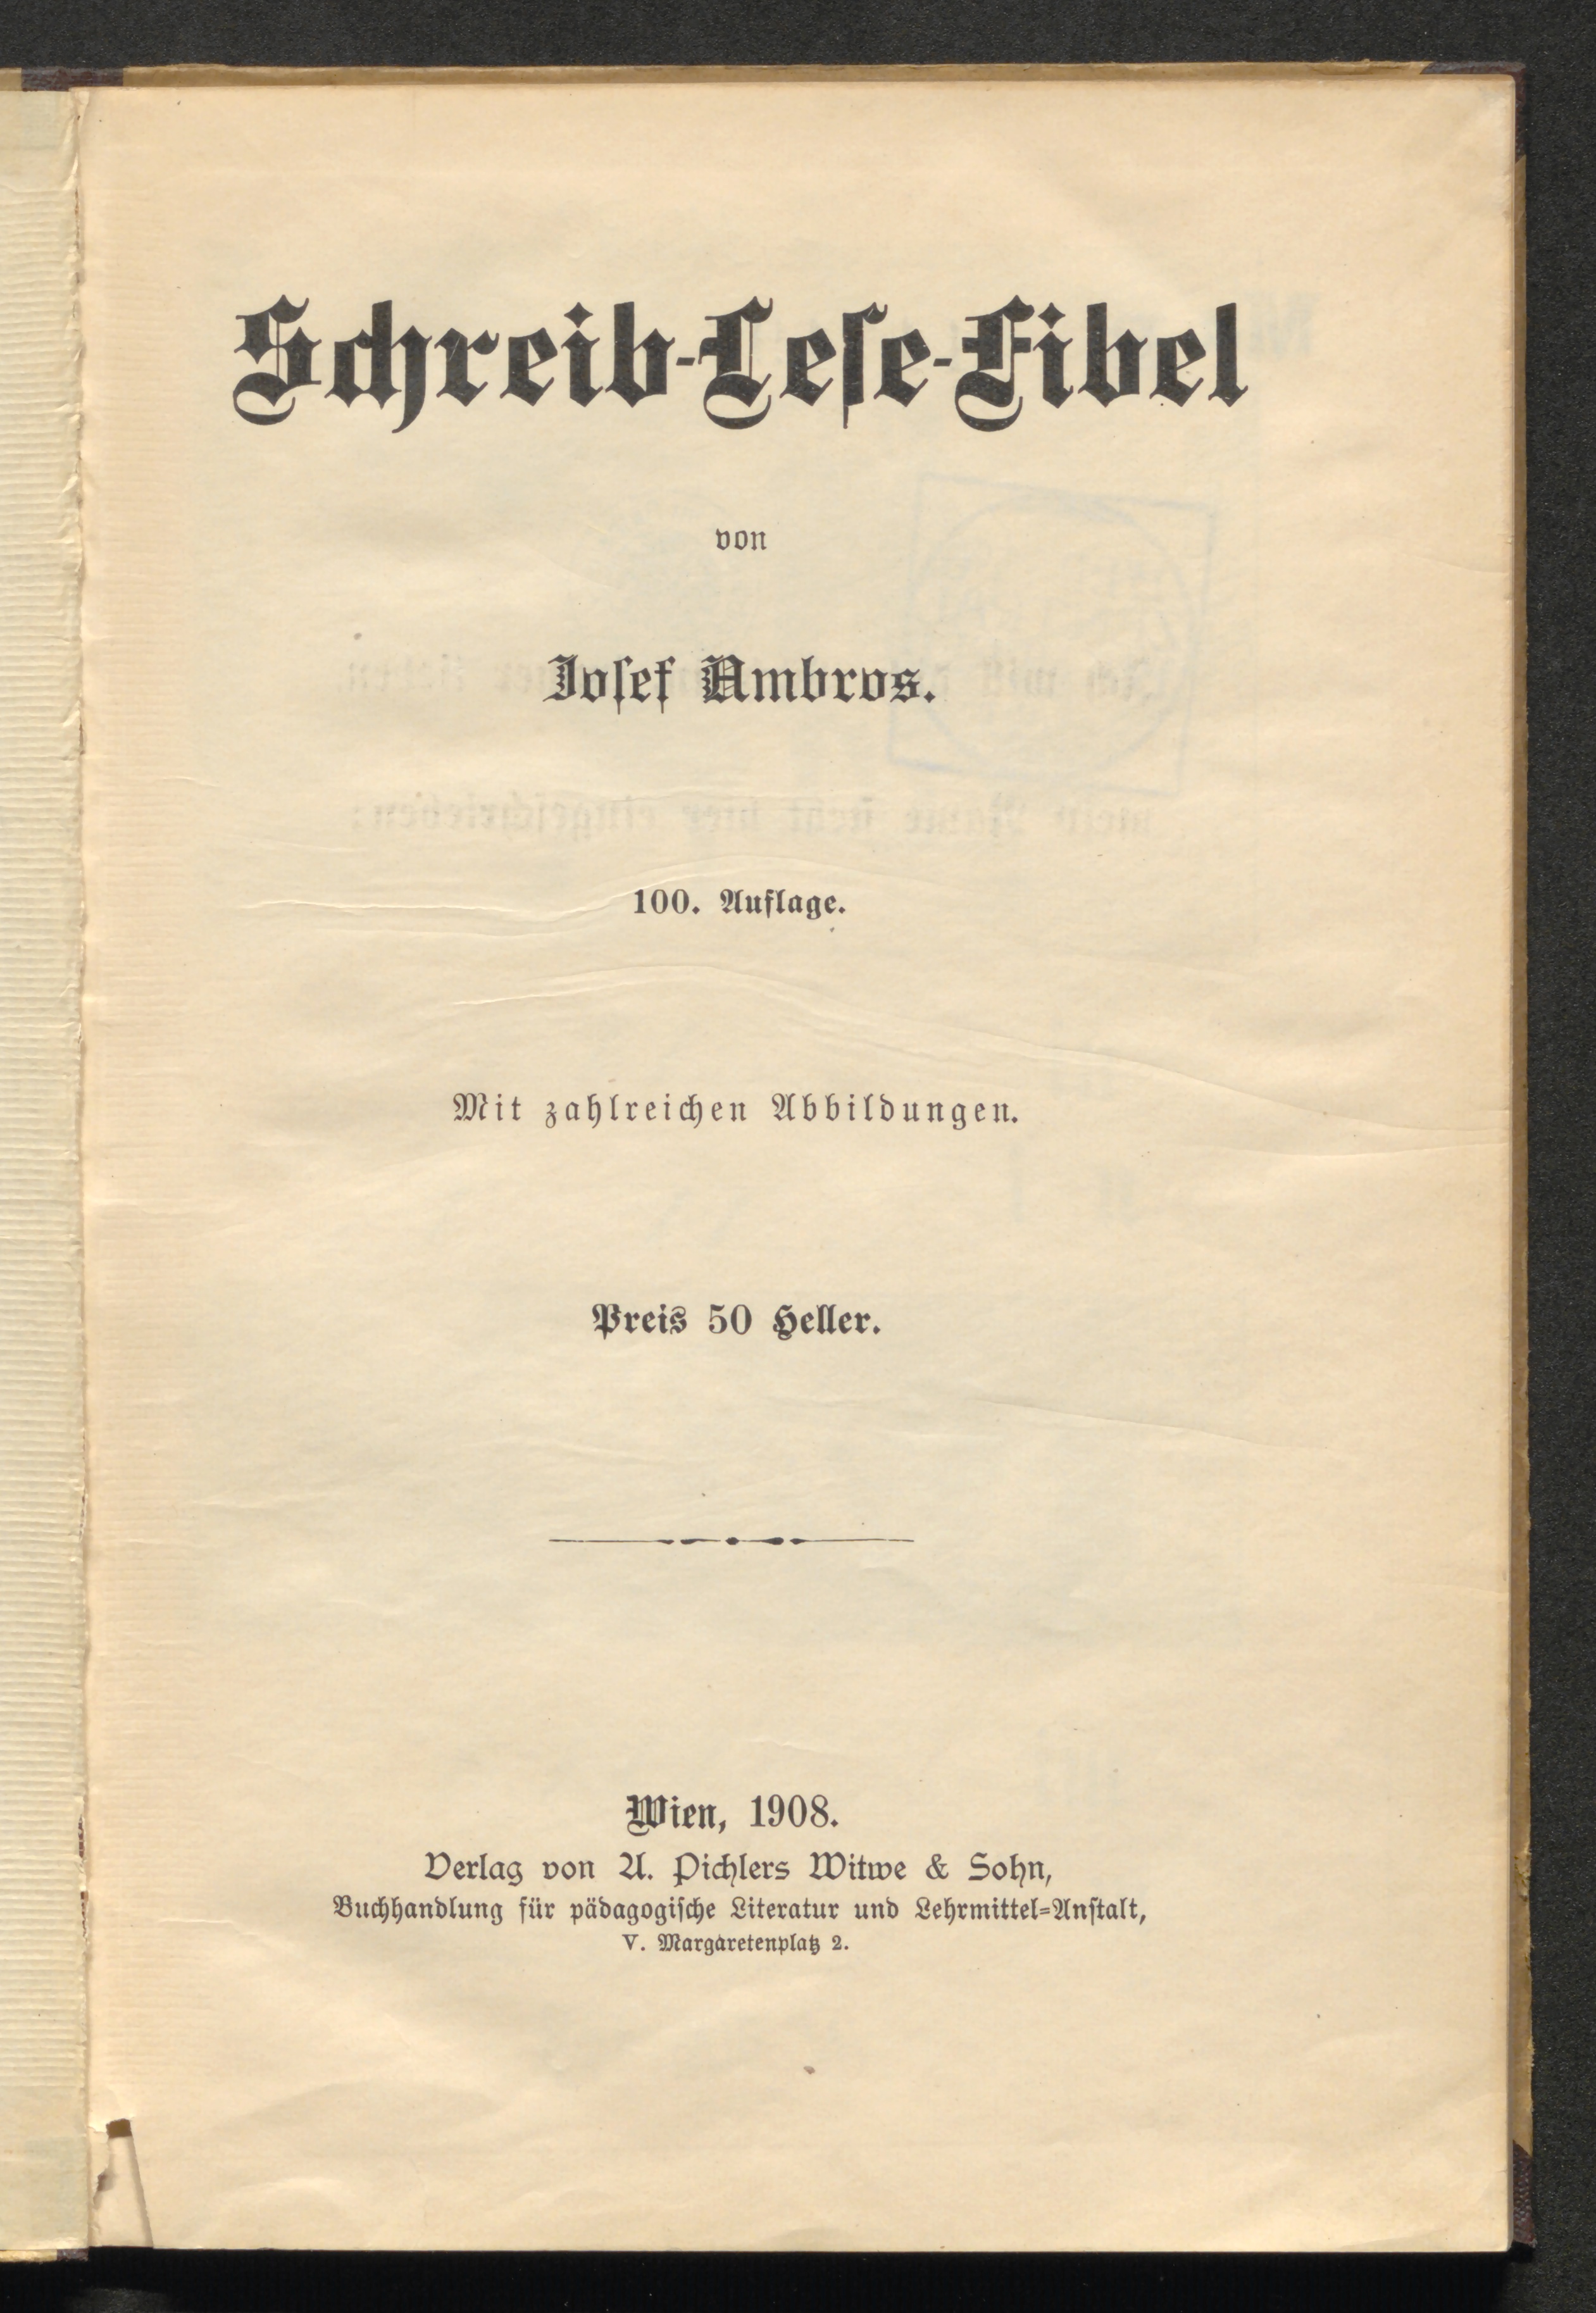 Schreib-Leſe-Fibel
von
Joſef Ambros.
100. Auflage.
Mit zahlreichen Abbildungen.
Preis 50 Heller.
Wien, 1908.
Verlag von A. Pichlers Witwe & Sohn,
Buchhandlung für pädagogiſche Literatur und Lehrmittel-Anſtalt,
V. Margaretenplatz 2.